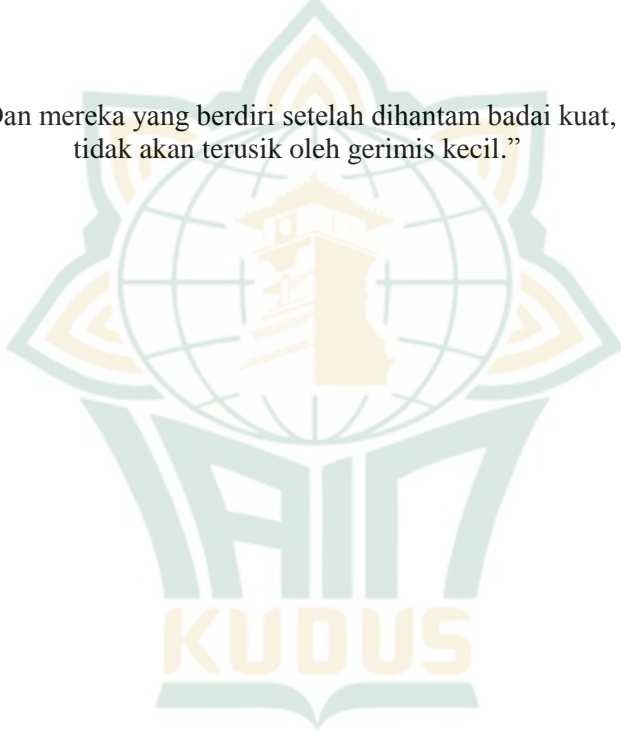 Dan mereka yang berdiri setelah dihantam badai kuat,
tidak akan terusik oleh gerimis kecil.”
IAIN
KUDUS